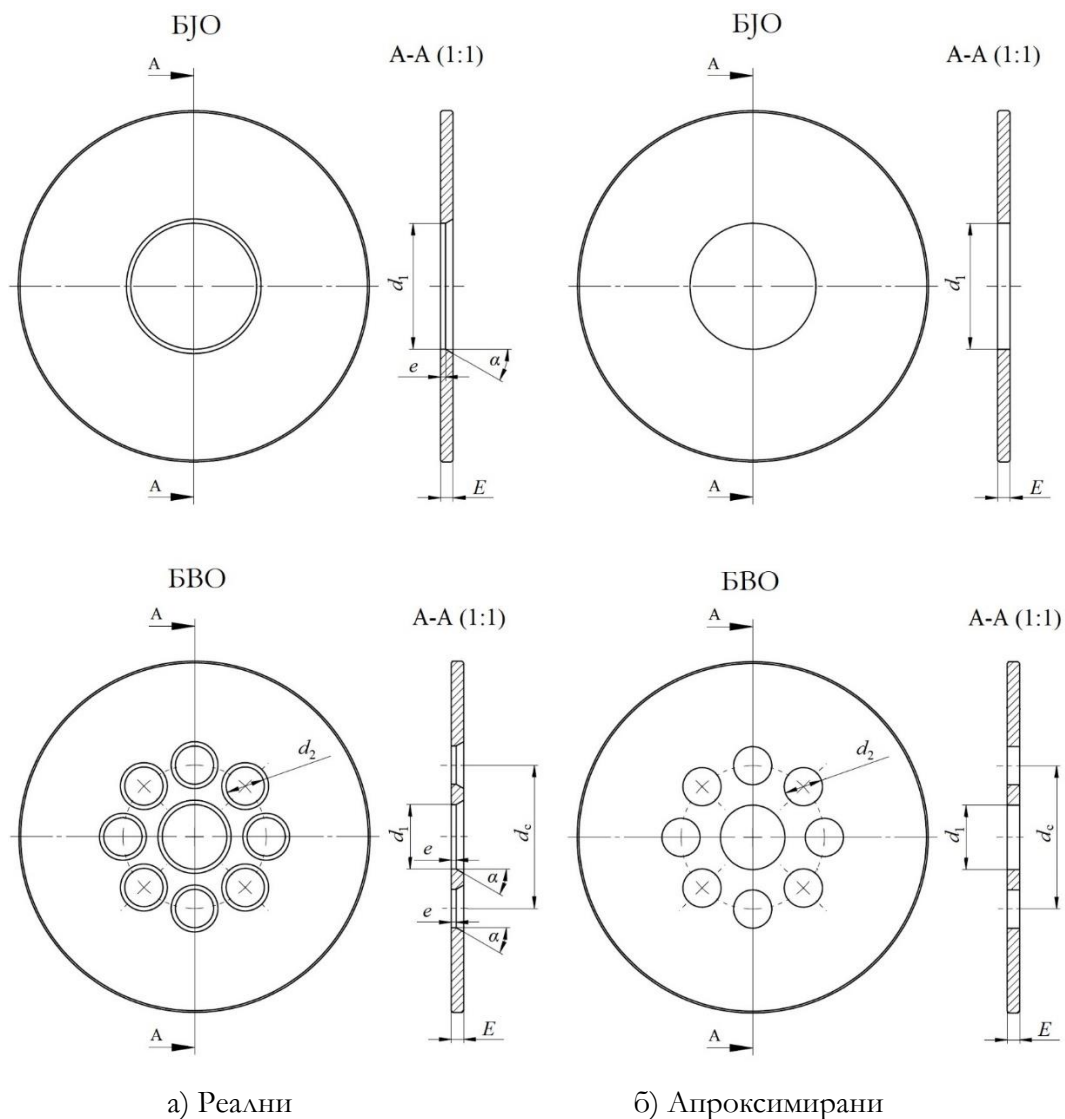 БЈО
А-А (1:1)
А
d₁
e
α
А
E
БЈО
А-А (1:1)
А
d₁
А
E
БВО
А-А (1:1)
А
d₂
d₁
dc
e
α
e
α
А
E
БВО
А-А (1:1)
А
d₂
d₁
dc
А
E
а) Реални
б) Апроксимирани